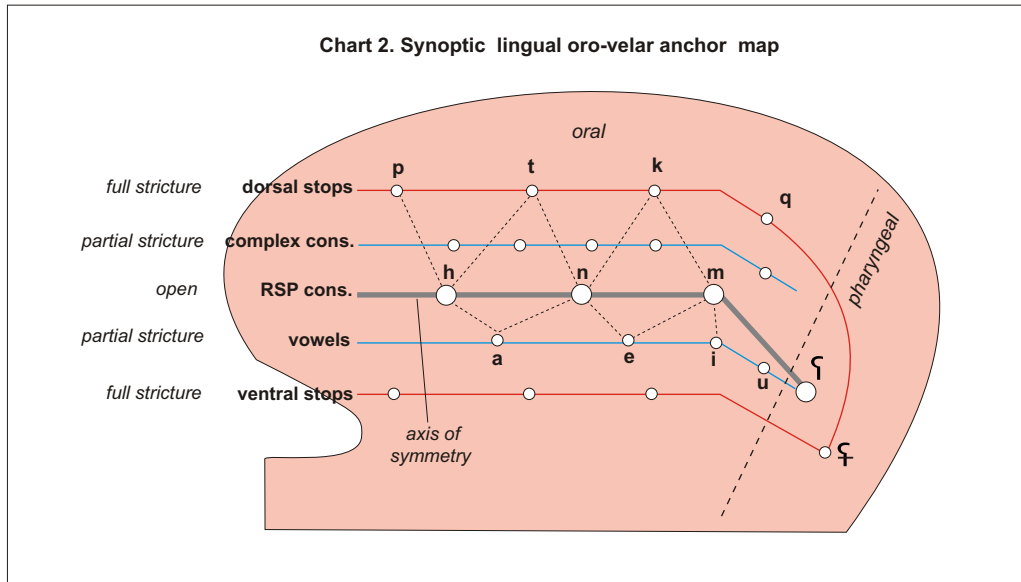 Chart 2. Synoptic lingual oro-velar anchor map
oral
p t k
full stricture dorsal stops
q
partial stricture complex cons.
pharyngeal
h n m
open RSP cons.
partial stricture vowels
a e i
u
ʕ
full stricture ventral stops
axis of
symmetry